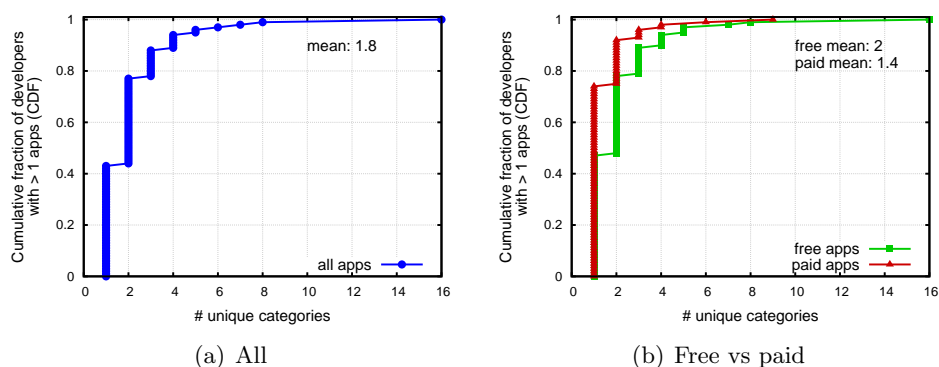 Cumulative fraction of developers
with > 1 apps (CDF)
1
0.8
0.6
0.4
0.2
0
mean: 1.8
all apps
0 2 4 6 8 10 12 14 16
# unique categories
(a) All
Cumulative fraction of developers
with > 1 apps (CDF)
1
0.8
0.6
0.4
0.2
0
free mean: 2
paid mean: 1.4
free apps
paid apps
0 2 4 6 8 10 12 14 16
# unique categories
(b) Free vs paid